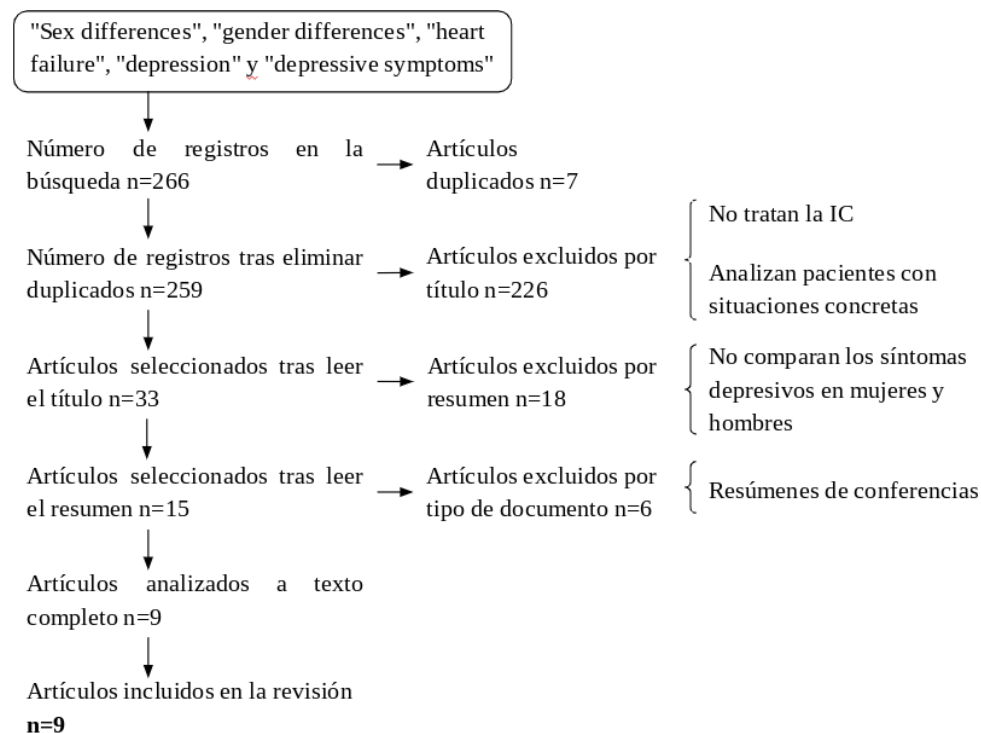 "Sex differences", "gender differences", "heart
failure", "depression" y "depressive symptoms"
Número de registros en la
búsqueda n=266
Artículos
duplicados n=7
Número de registros tras eliminar
duplicados n=259
Artículos excluidos por
título n=226
No tratan la IC
Analizan pacientes con
situaciones concretas
Artículos seleccionados tras leer
el título n=33
Artículos excluidos por
resumen n=18
No comparan los síntomas
depresivos en mujeres y
hombres
Artículos seleccionados tras leer
el resumen n=15
Artículos excluidos por
tipo de documento n=6
Resúmenes de conferencias
Artículos analizados a texto
completo n=9
Artículos incluidos en la revisión
n=9